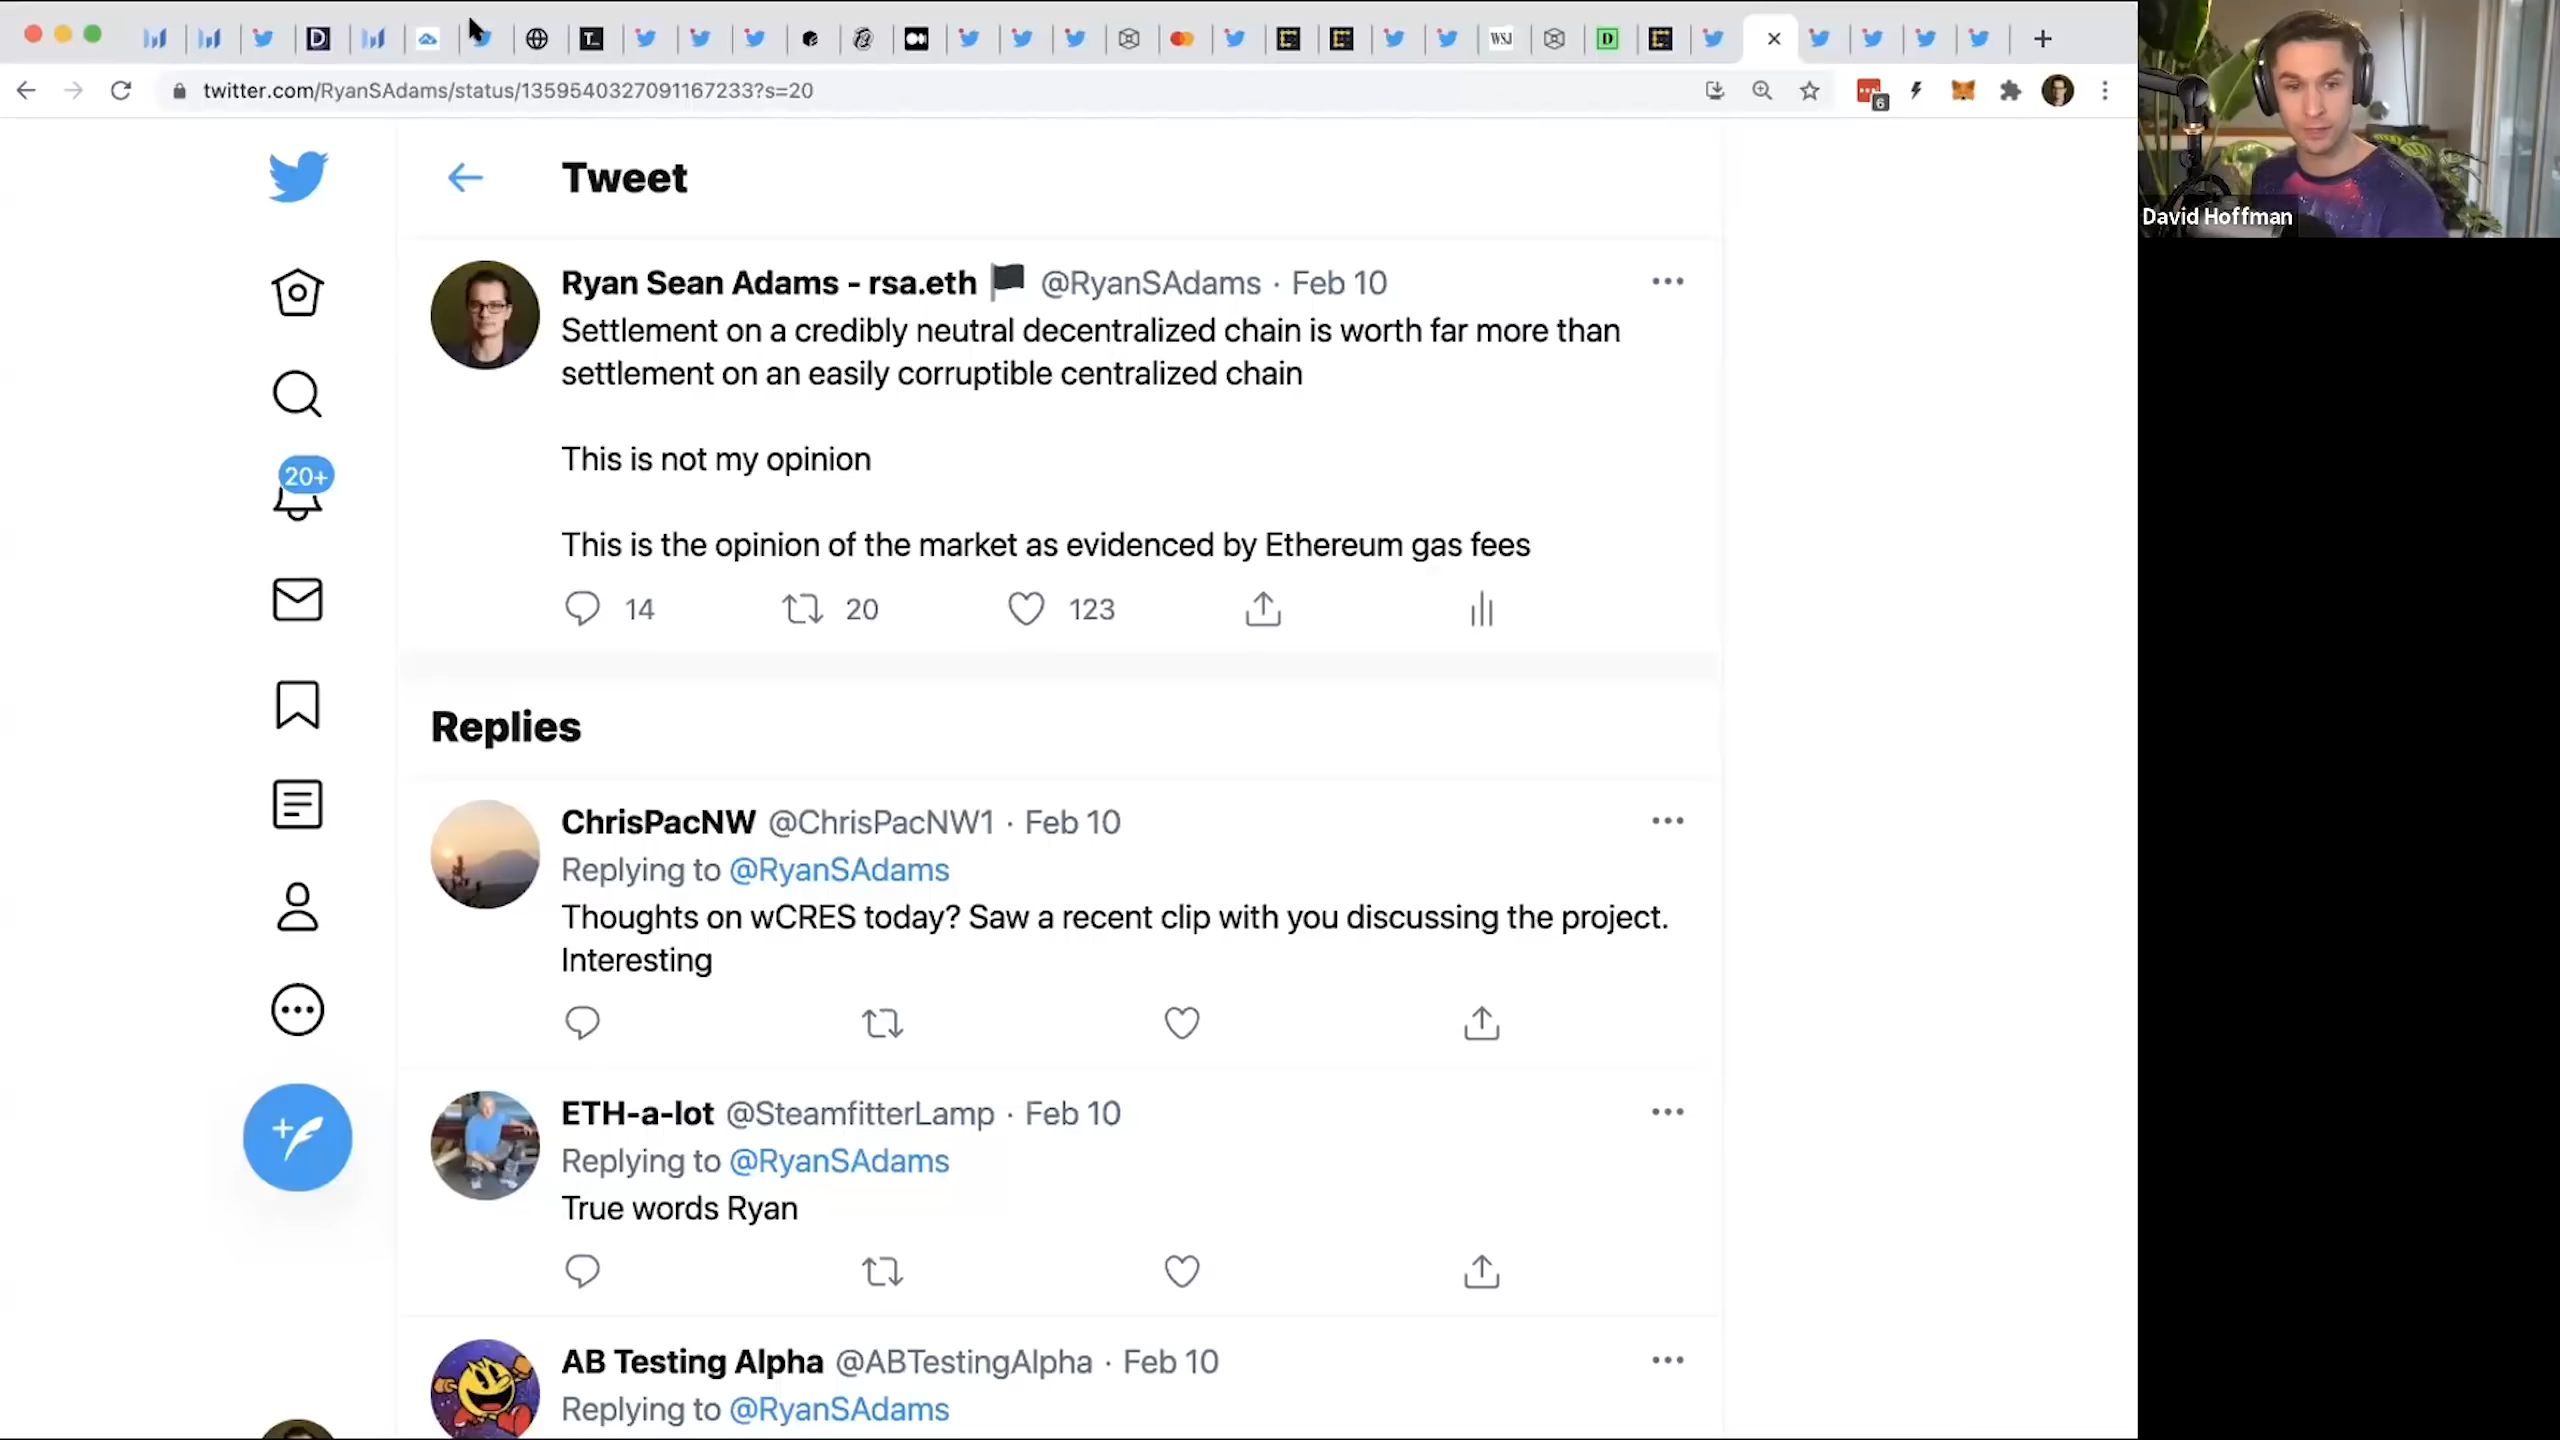 T_
WSJ
D
D
twitter.com/RyanSAdams/status/1359540327091167233?s=20
6
David Hoffman
Tweet
Ryan Sean Adams - rsa.eth 🏴 @RyanSAdams · Feb 10
Settlement on a credibly neutral decentralized chain is worth far more than
settlement on an easily corruptible centralized chain
This is not my opinion
This is the opinion of the market as evidenced by Ethereum gas fees
14 20 123
20+
Replies
ChrisPacNW @ChrisPacNW1 · Feb 10
Replying to @RyanSAdams
Thoughts on wCRES today? Saw a recent clip with you discussing the project.
Interesting
ETH-a-lot @SteamfitterLamp · Feb 10
Replying to @RyanSAdams
True words Ryan
AB Testing Alpha @ABTestingAlpha · Feb 10
Replying to @RyanSAdams